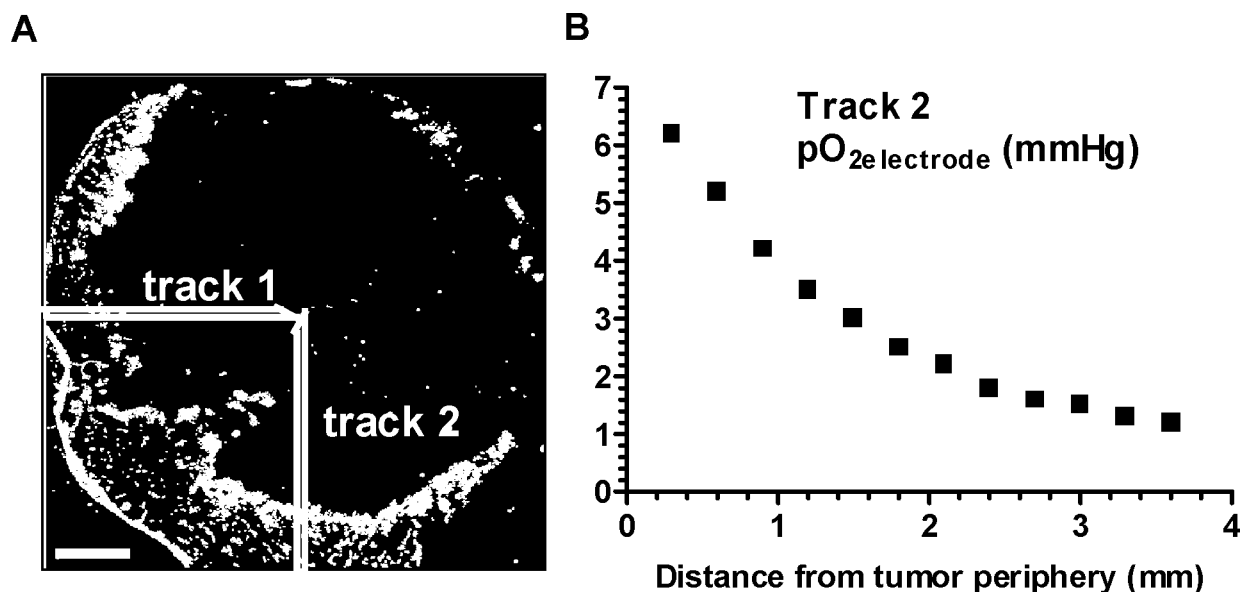 A
track 1
track 2
B
Track 2
pO2electrode (mmHg)
7
6
5
4
3
2
1
0
0 1 2 3 4
Distance from tumor periphery (mm)